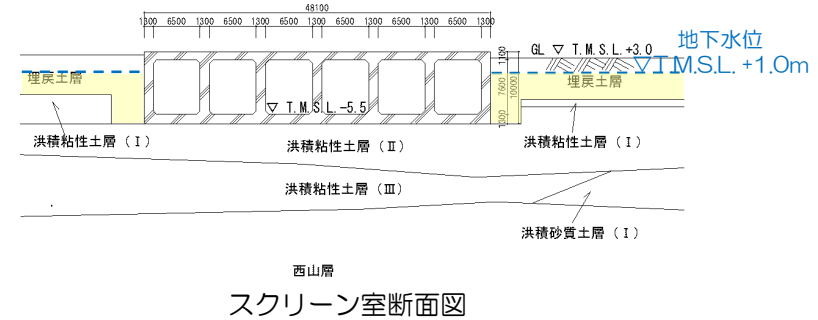 48100
1300 6500 1300 6500 1300 6500 1300 6500 1300 6500 1300 6500 1300
GL ▽ T.M.S.L.+3.0
地下水位
▽T.M.S.L. +1.0m
埋戻土層
埋戻土層
1100
7600
1300
10000
▽ T.M.S.L.-5.5
洪積粘性土層（Ⅰ）
洪積粘性土層（Ⅱ）
洪積粘性土層（Ⅰ）
洪積粘性土層（Ⅲ）
洪積砂質土層（Ⅰ）
西山層
スクリーン室断面図